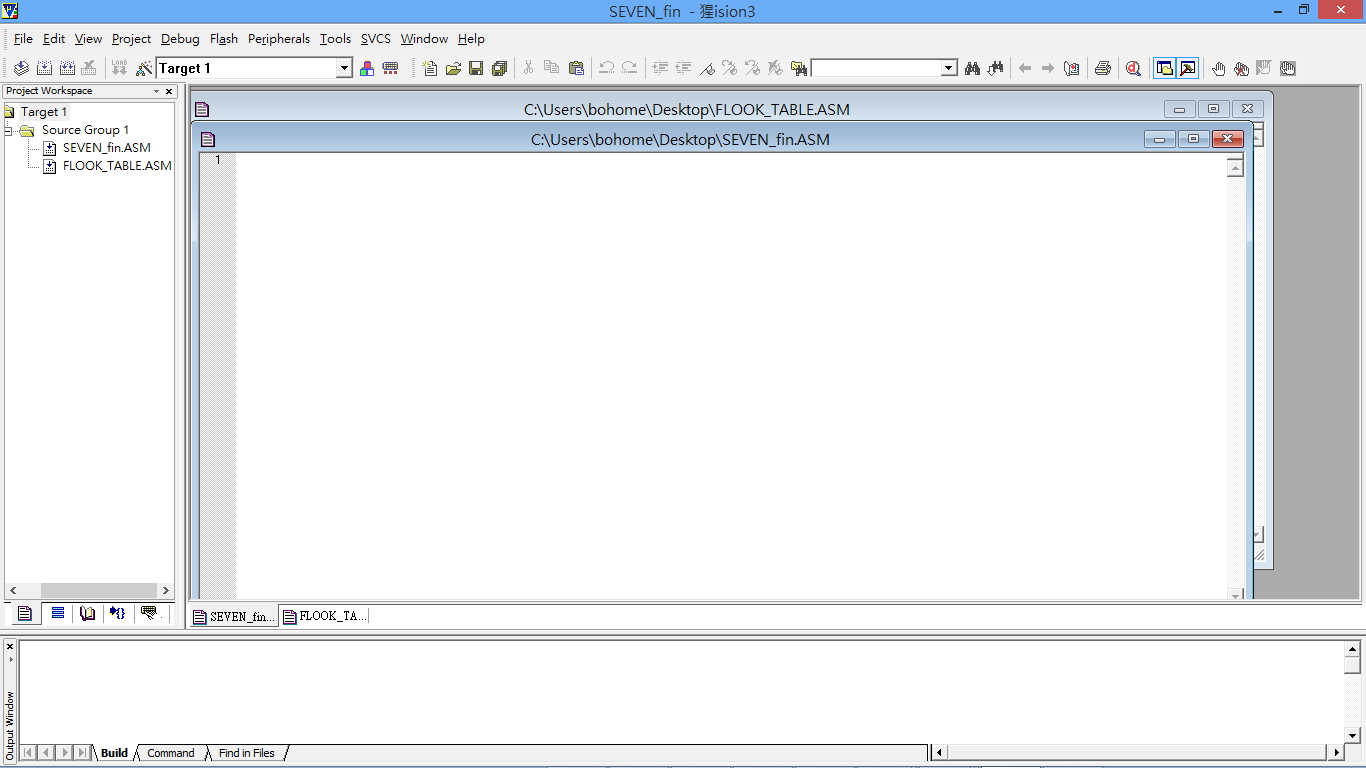 SEVEN_fin - 猩ision3
File Edit View Project Debug Flash Peripherals Tools SVCS Window Help
LOAD
Target 1
Project Workspace
Target 1
Source Group 1
SEVEN_fin.ASM
FLOOK_TABLE.ASM
C:\Users\bohome\Desktop\FLOOK_TABLE.ASM
C:\Users\bohome\Desktop\SEVEN_fin.ASM
1
SEVEN_fin... FLOOK_TA...
Output Window
Build Command Find in Files